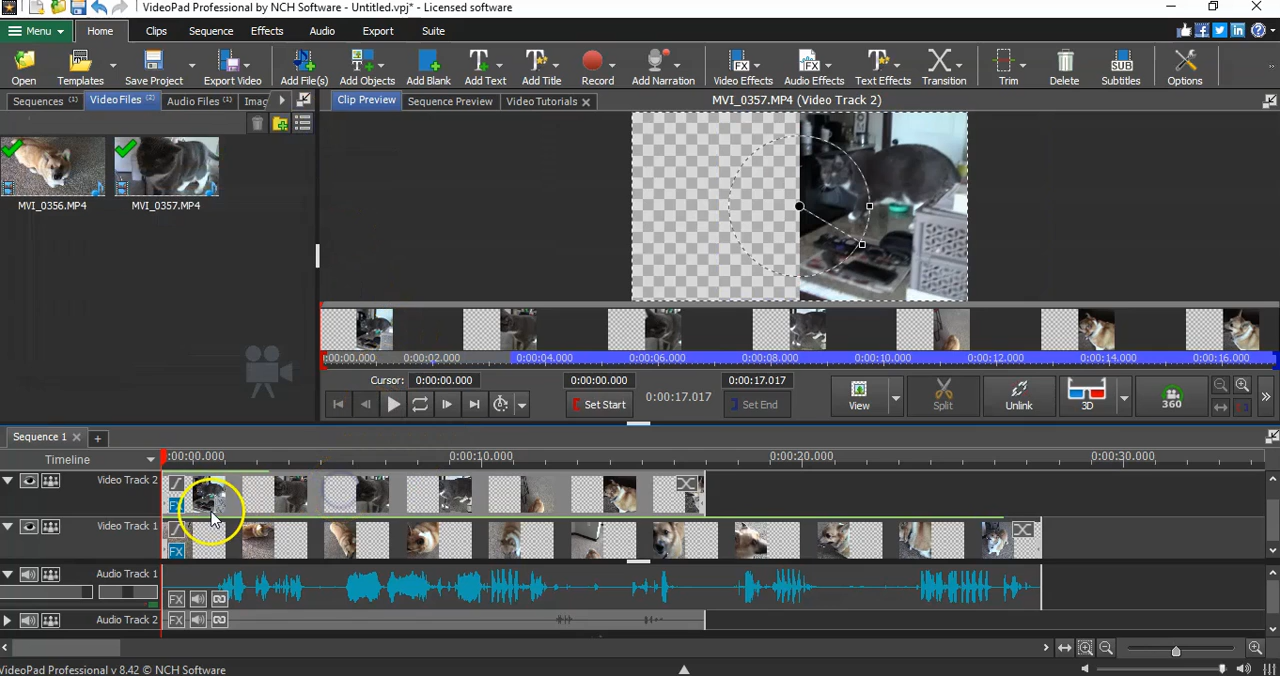 VideoPad Professional by NCH Software - Untitled.vpj* - Licensed software
Menu Home Clips Sequence Effects Audio Export Suite
Open Templates Save Project Export Video Add File(s) Add Objects Add Blank Add Text Add Title Record Add Narration Video Effects Audio Effects Text Effects Transition Trim Delete Subtitles Options
Sequences (1) Video Files (2) Audio Files (1) Imag Clip Preview Sequence Preview Video Tutorials MVI_0357.MP4 (Video Track 2)
MVI_0356.MP4 MVI_0357.MP4
0:00:00.000 0:00:02.000 0:00:04.000 0:00:06.000 0:00:08.000 0:00:10.000 0:00:12.000 0:00:14.000 0:00:16.000
Cursor: 0:00:00.000 0:00:00.000 0:00:17.017
Set Start 0:00:17.017 Set End View Split Unlink 3D 360
Sequence 1
Timeline 0:00:00.000 0:00:10.000 0:00:20.000 0:00:30.000
Video Track 2
FX
Video Track 1
FX
Audio Track 1
FX
Audio Track 2 FX
VideoPad Professional v 8.42 © NCH Software